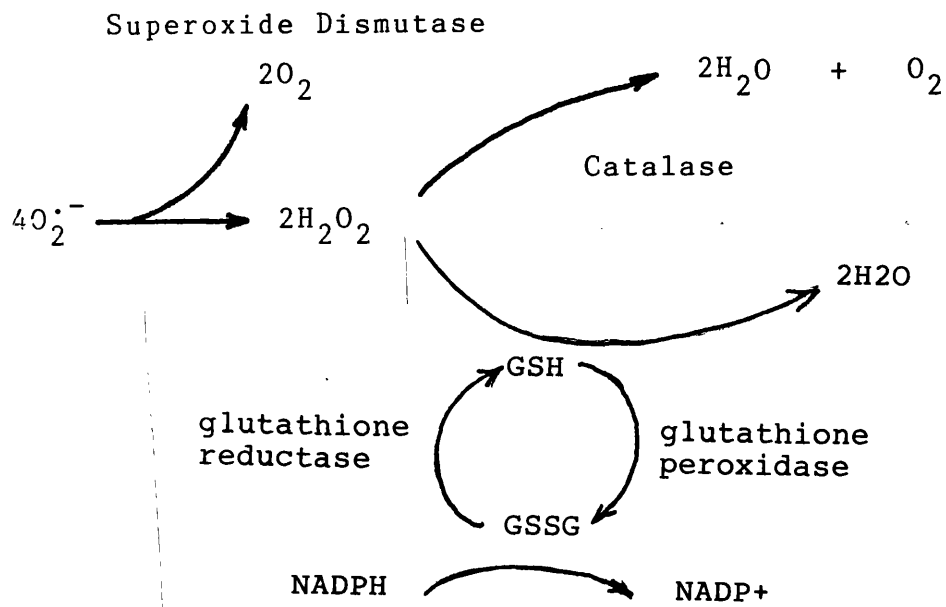 Superoxide Dismutase
2O₂
2H₂O + O₂
Catalase
4O₂·⁻
2H₂O₂
2H2O
GSH
glutathione
reductase
glutathione
peroxidase
GSSG
NADPH
NADP+